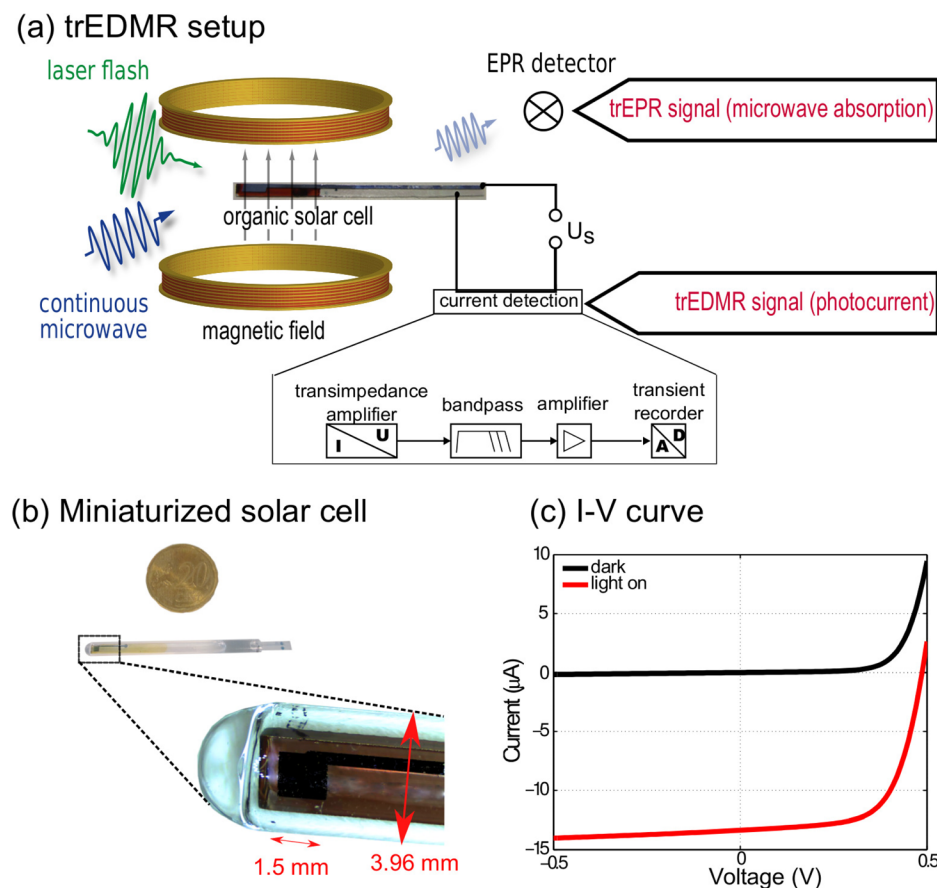 (a) trEDMR setup
laser flash
EPR detector
trEPR signal (microwave absorption)
organic solar cell
U_s
continuous
microwave
magnetic field
current detection
trEDMR signal (photocurrent)
transimpedance
amplifier
bandpass
amplifier
transient
recorder
I U
A D
(b) Miniaturized solar cell
20
1.5 mm
3.96 mm
(c) I-V curve
dark
light on
Current (µA)
10
5
0
−5
−10
−15
-0.5
0
0.5
Voltage (V)